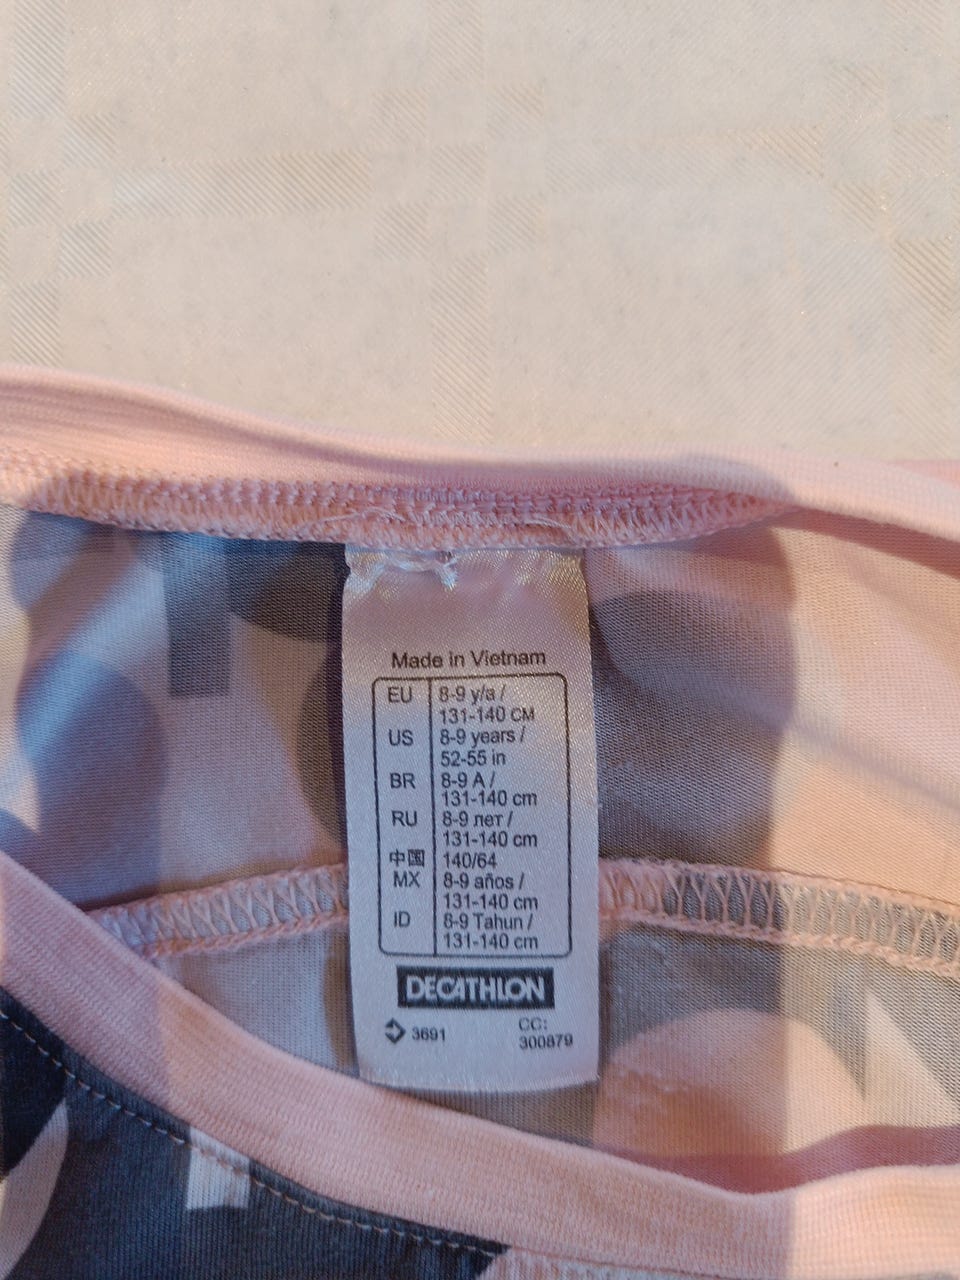 Made in Vietnam
EU 8-9 y/a /
131-140 CM
US 8-9 years /
52-55 in
BR 8-9 A /
131-140 cm
RU 8-9 лет /
131-140 cm
中国 140/64
MX 8-9 años /
131-140 cm
ID 8-9 Tahun /
131-140 cm
DECATHLON
3691 CC:
300879